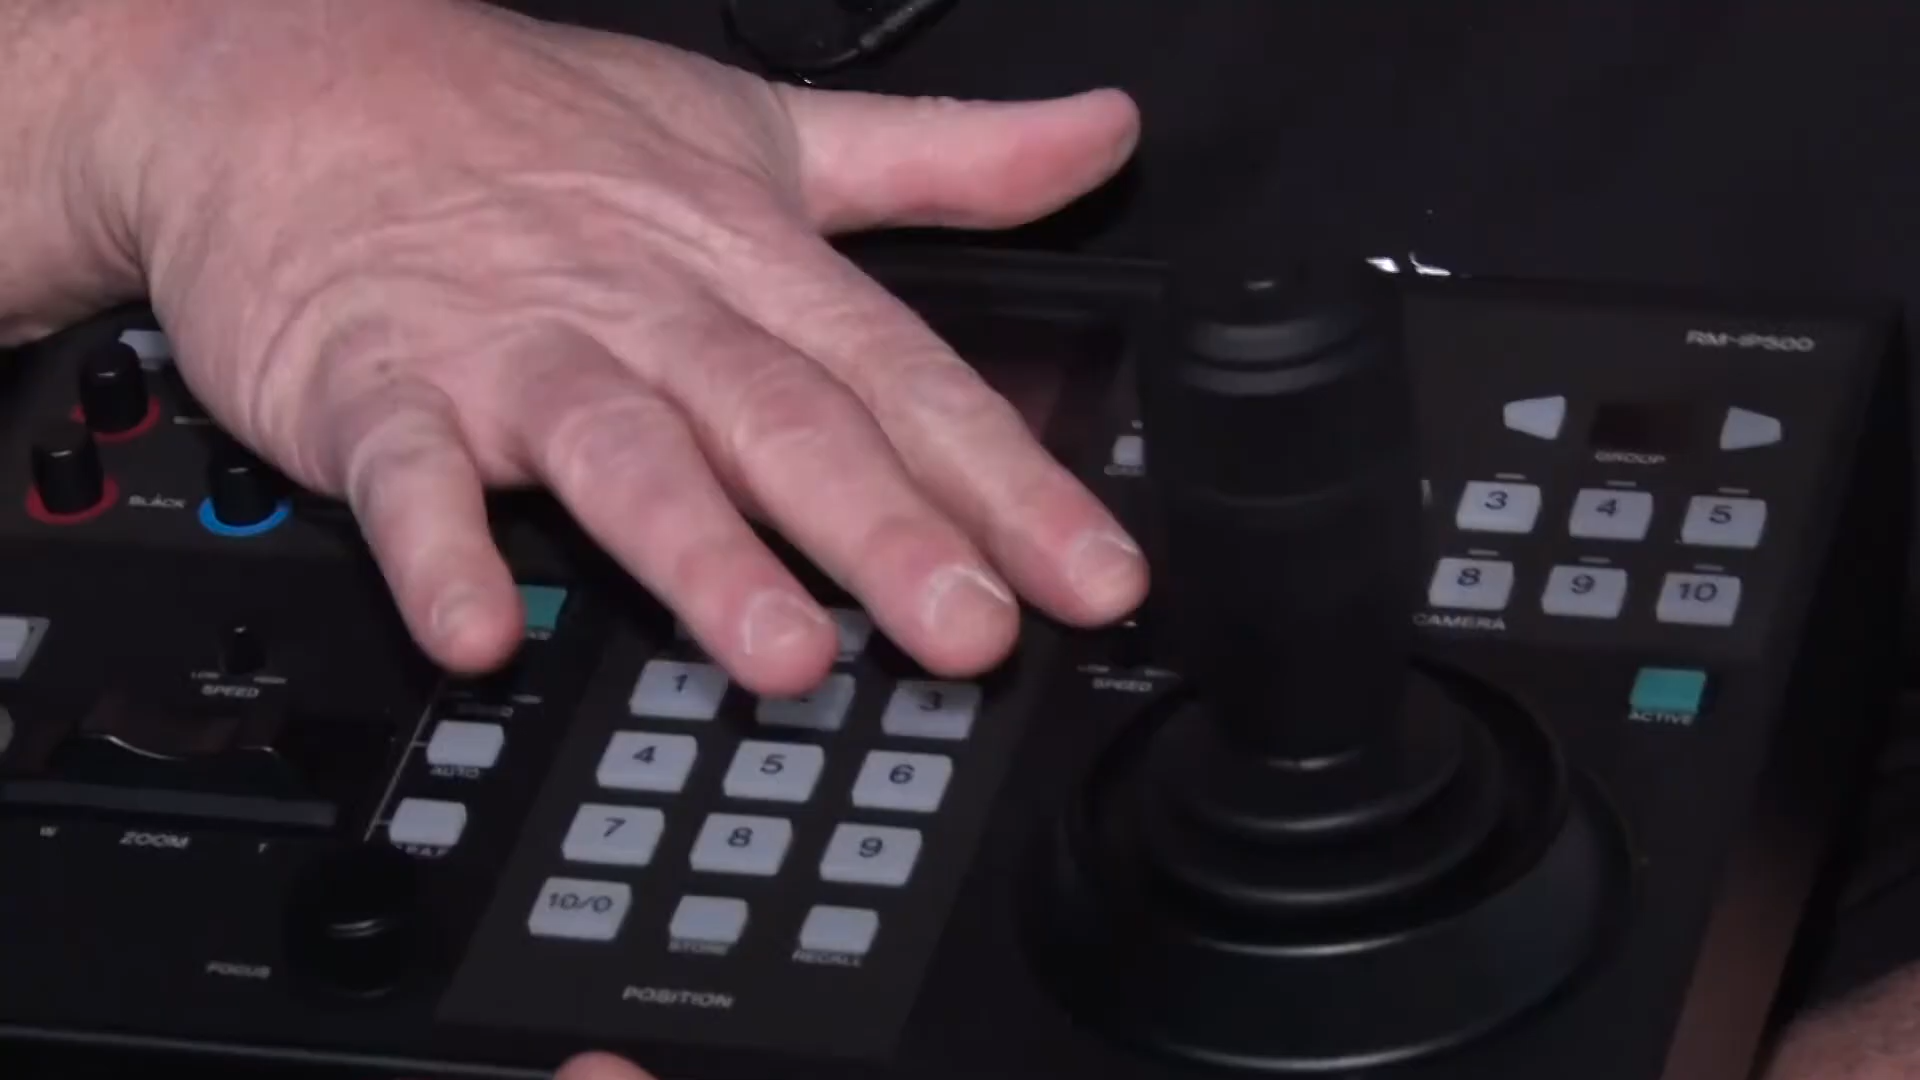 RM-IP500
GROUP
3 4 5
BLACK
8 9 10
CAMERA
SPEED
LOW
SPEED
1 3
ACTIVE
AUTO
4 5 6
W ZOOM T
7 8 9
10/0
STORE
RECALL
FOCUS
POSITION